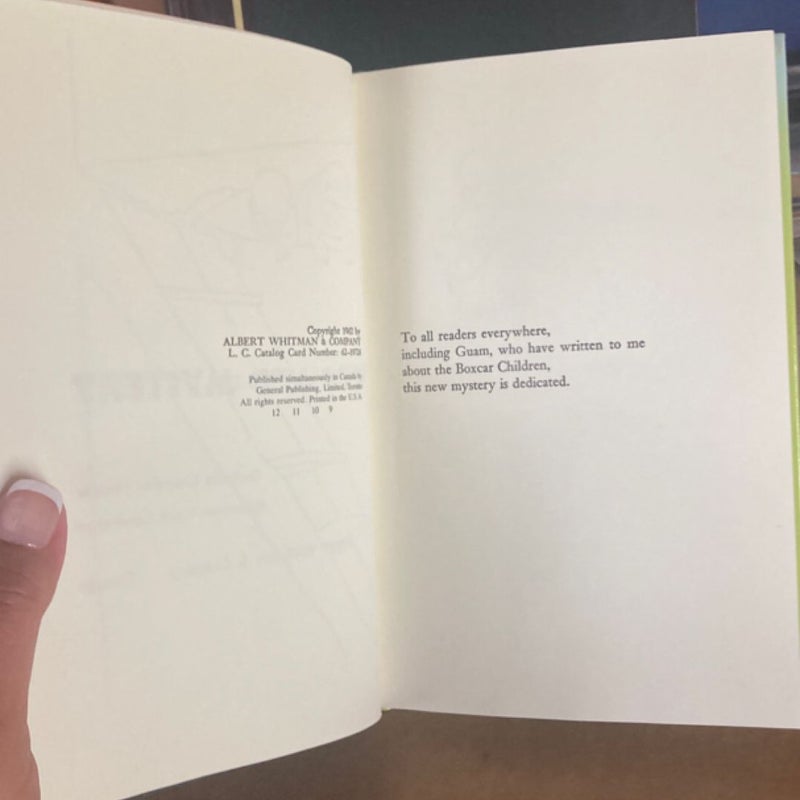 Copyright 1962 by
ALBERT WHITMAN & COMPANY
L. C. Catalog Card Number:
Published simultaneously in Canada by
General Publishing, Limited, Toronto
All rights reserved. Printed in the U.S.A.
12 11 10 9
To all readers everywhere,
including Guam, who have written to me
about the Boxcar Children,
this new mystery is dedicated.